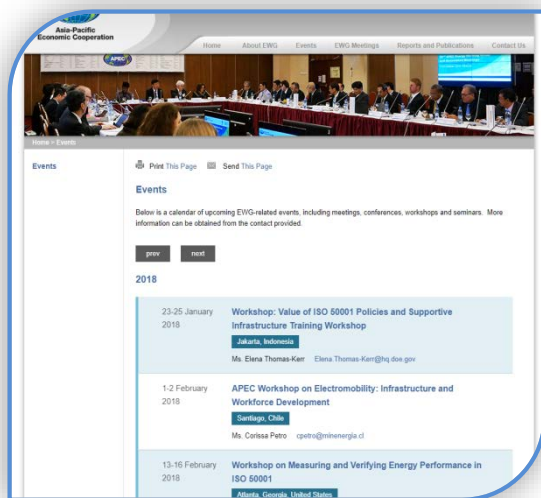 Asia-Pacific
Economic Cooperation
Home About EWG Events EWG Meetings Reports and Publications Contact Us
APEC
Home > Events
Events
Print This Page Send This Page
Events
Below is a calendar of upcoming EWG-related events, including meetings, conferences, workshops and seminars. More
information can be obtained from the contact provided.
prev next
2018
23-25 January
2018
Workshop: Value of ISO 50001 Policies and Supportive
Infrastructure Training Workshop
Jakarta, Indonesia
Ms. Elena Thomas-Kerr Elena.Thomas-Kerr@hq.doe.gov
1-2 February
2018
APEC Workshop on Electromobility: Infrastructure and
Workforce Development
Santiago, Chile
Ms. Corissa Petro cpetro@minenergia.cl
13-16 February
2018
Workshop on Measuring and Verifying Energy Performance in
ISO 50001
Atlanta, Georgia, United States